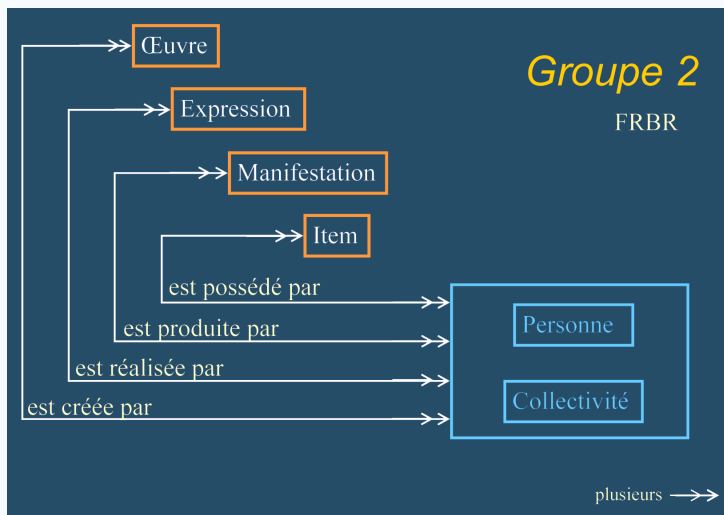 Œuvre
Groupe 2
Expression
FRBR
Manifestation
Item
est possédé par
Personne
est produite par
est réalisée par
Collectivité
est créée par
plusieurs